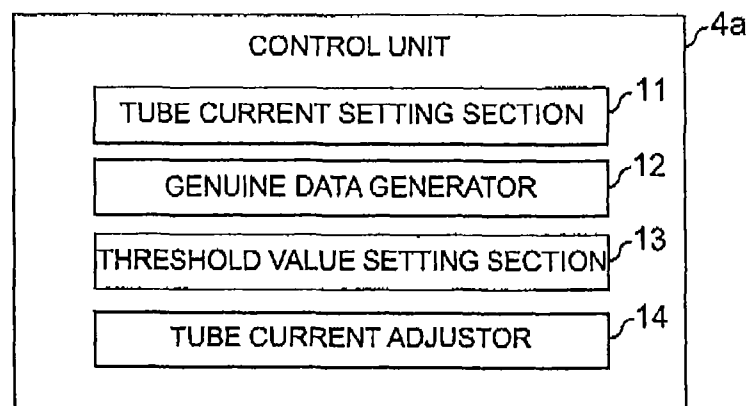 CONTROL UNIT
4a
TUBE CURRENT SETTING SECTION
11
GENUINE DATA GENERATOR
12
THRESHOLD VALUE SETTING SECTION
13
TUBE CURRENT ADJUSTOR
14